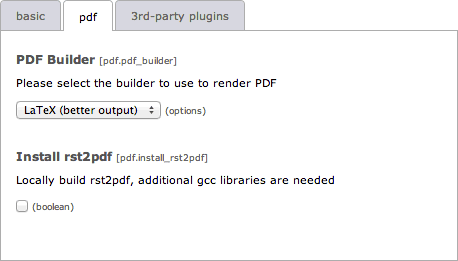 basic
pdf
3rd-party plugins
PDF Builder [pdf.pdf_builder]
Please select the builder to use to render PDF
LaTeX (better output) (options)
Install rst2pdf [pdf.install_rst2pdf]
Locally build rst2pdf, additional gcc libraries are needed
(boolean)